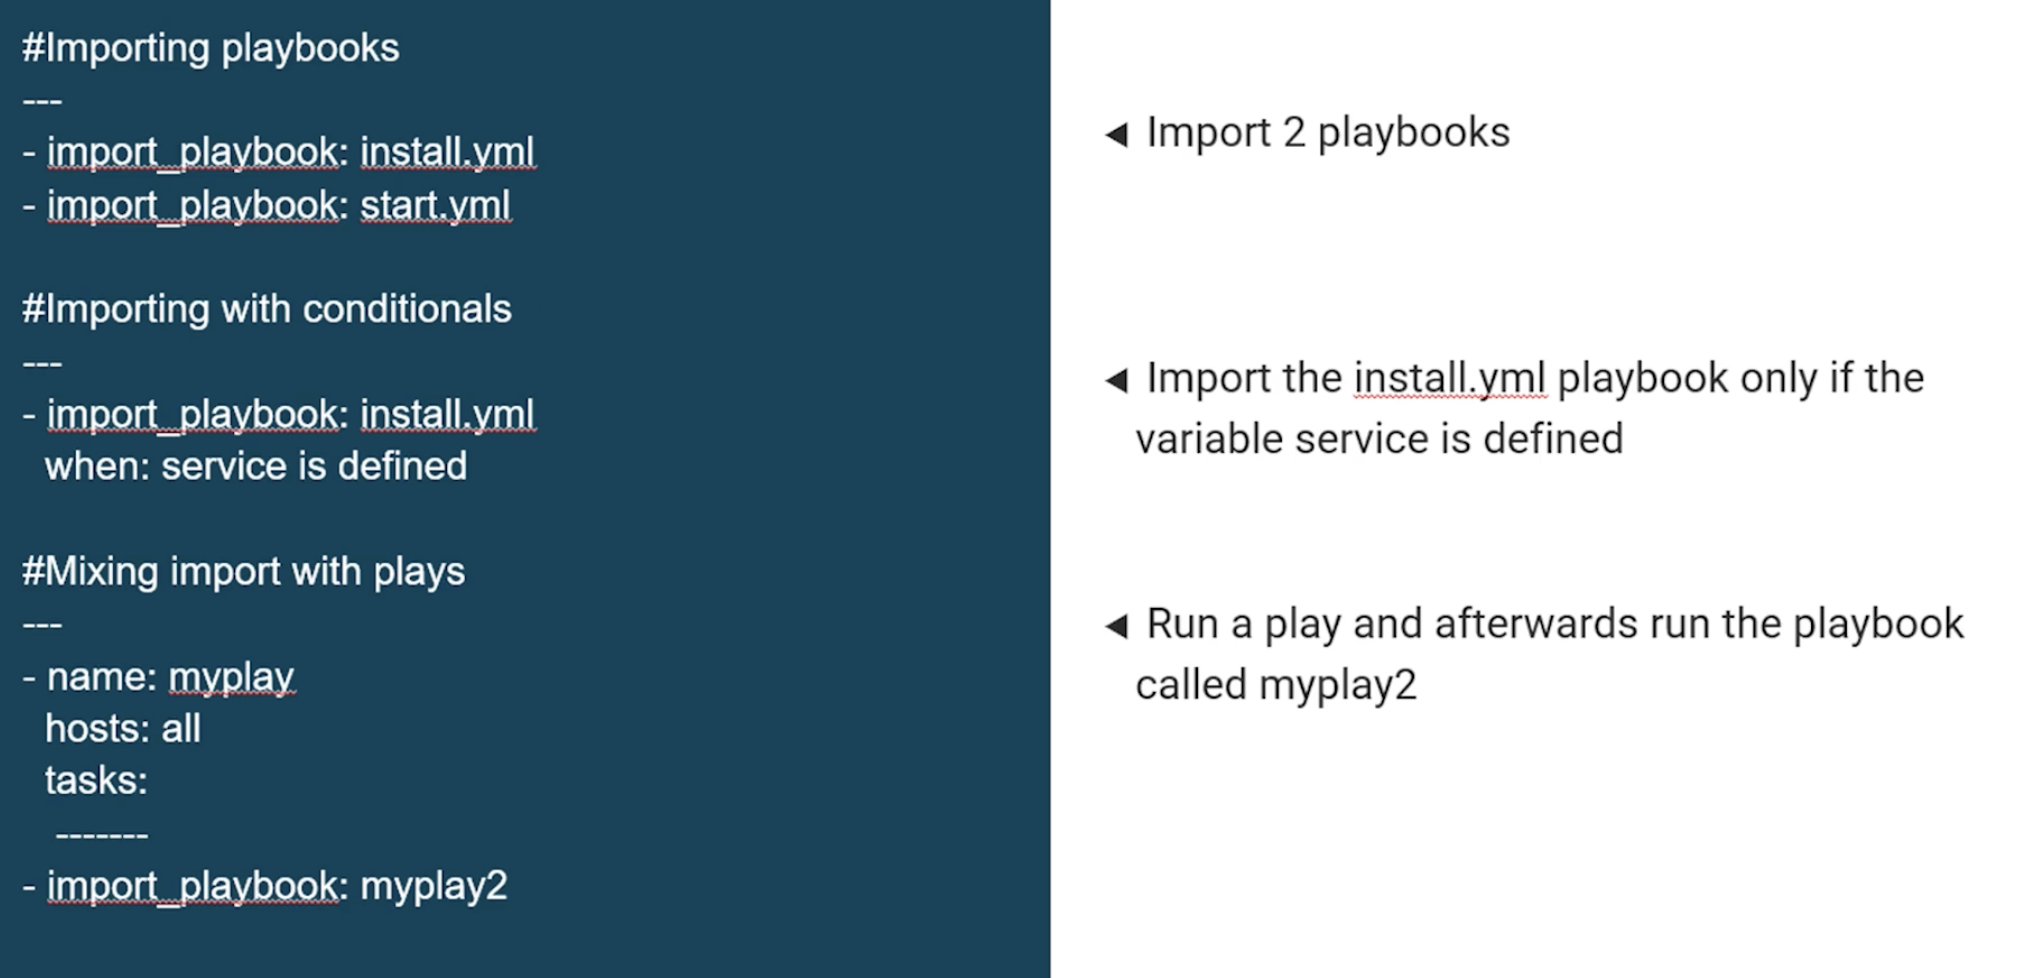 #Importing playbooks
---
- import_playbook: install.yml
- import_playbook: start.yml
#Importing with conditionals
---
- import_playbook: install.yml
when: service is defined
#Mixing import with plays
---
- name: myplay
hosts: all
tasks:
-------
- import_playbook: myplay2
◄ Import 2 playbooks
◄ Import the install.yml playbook only if the
variable service is defined
◄ Run a play and afterwards run the playbook
called myplay2